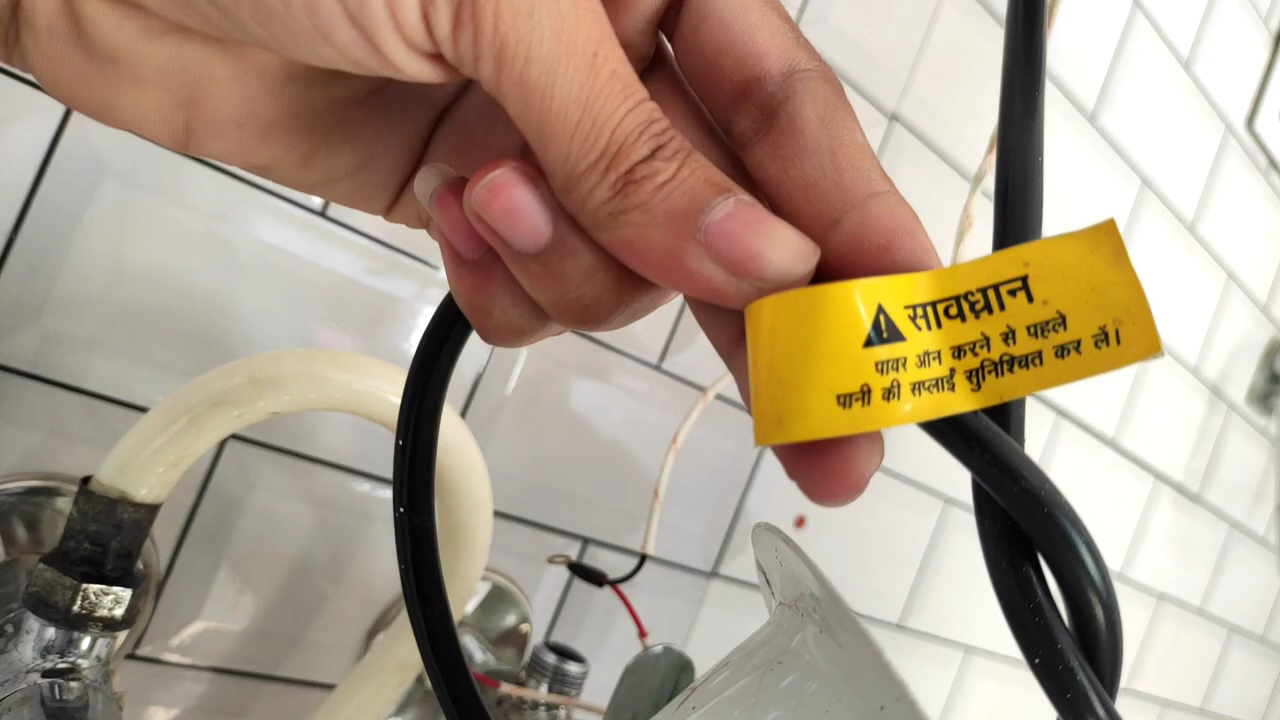 सावधान
पावर ऑन करने से पहले
पानी की सप्लाई सुनिश्चित कर लें।